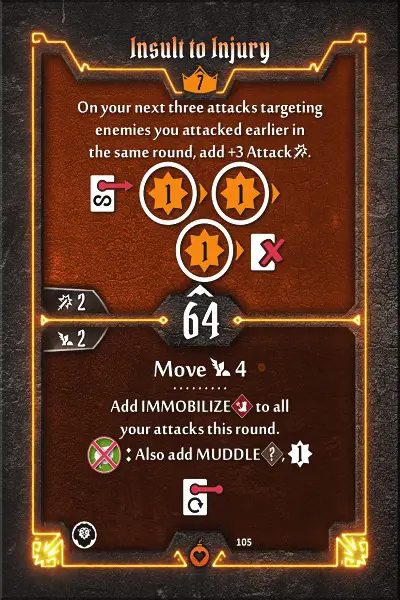 Insult to Injury
7
On your next three attacks targeting
enemies you attacked earlier in
the same round, add +3 Attack.
1 1
1
2
64
2
Move 4
Add IMMOBILIZE to all
your attacks this round.
: Also add MUDDLE ?, 1
105